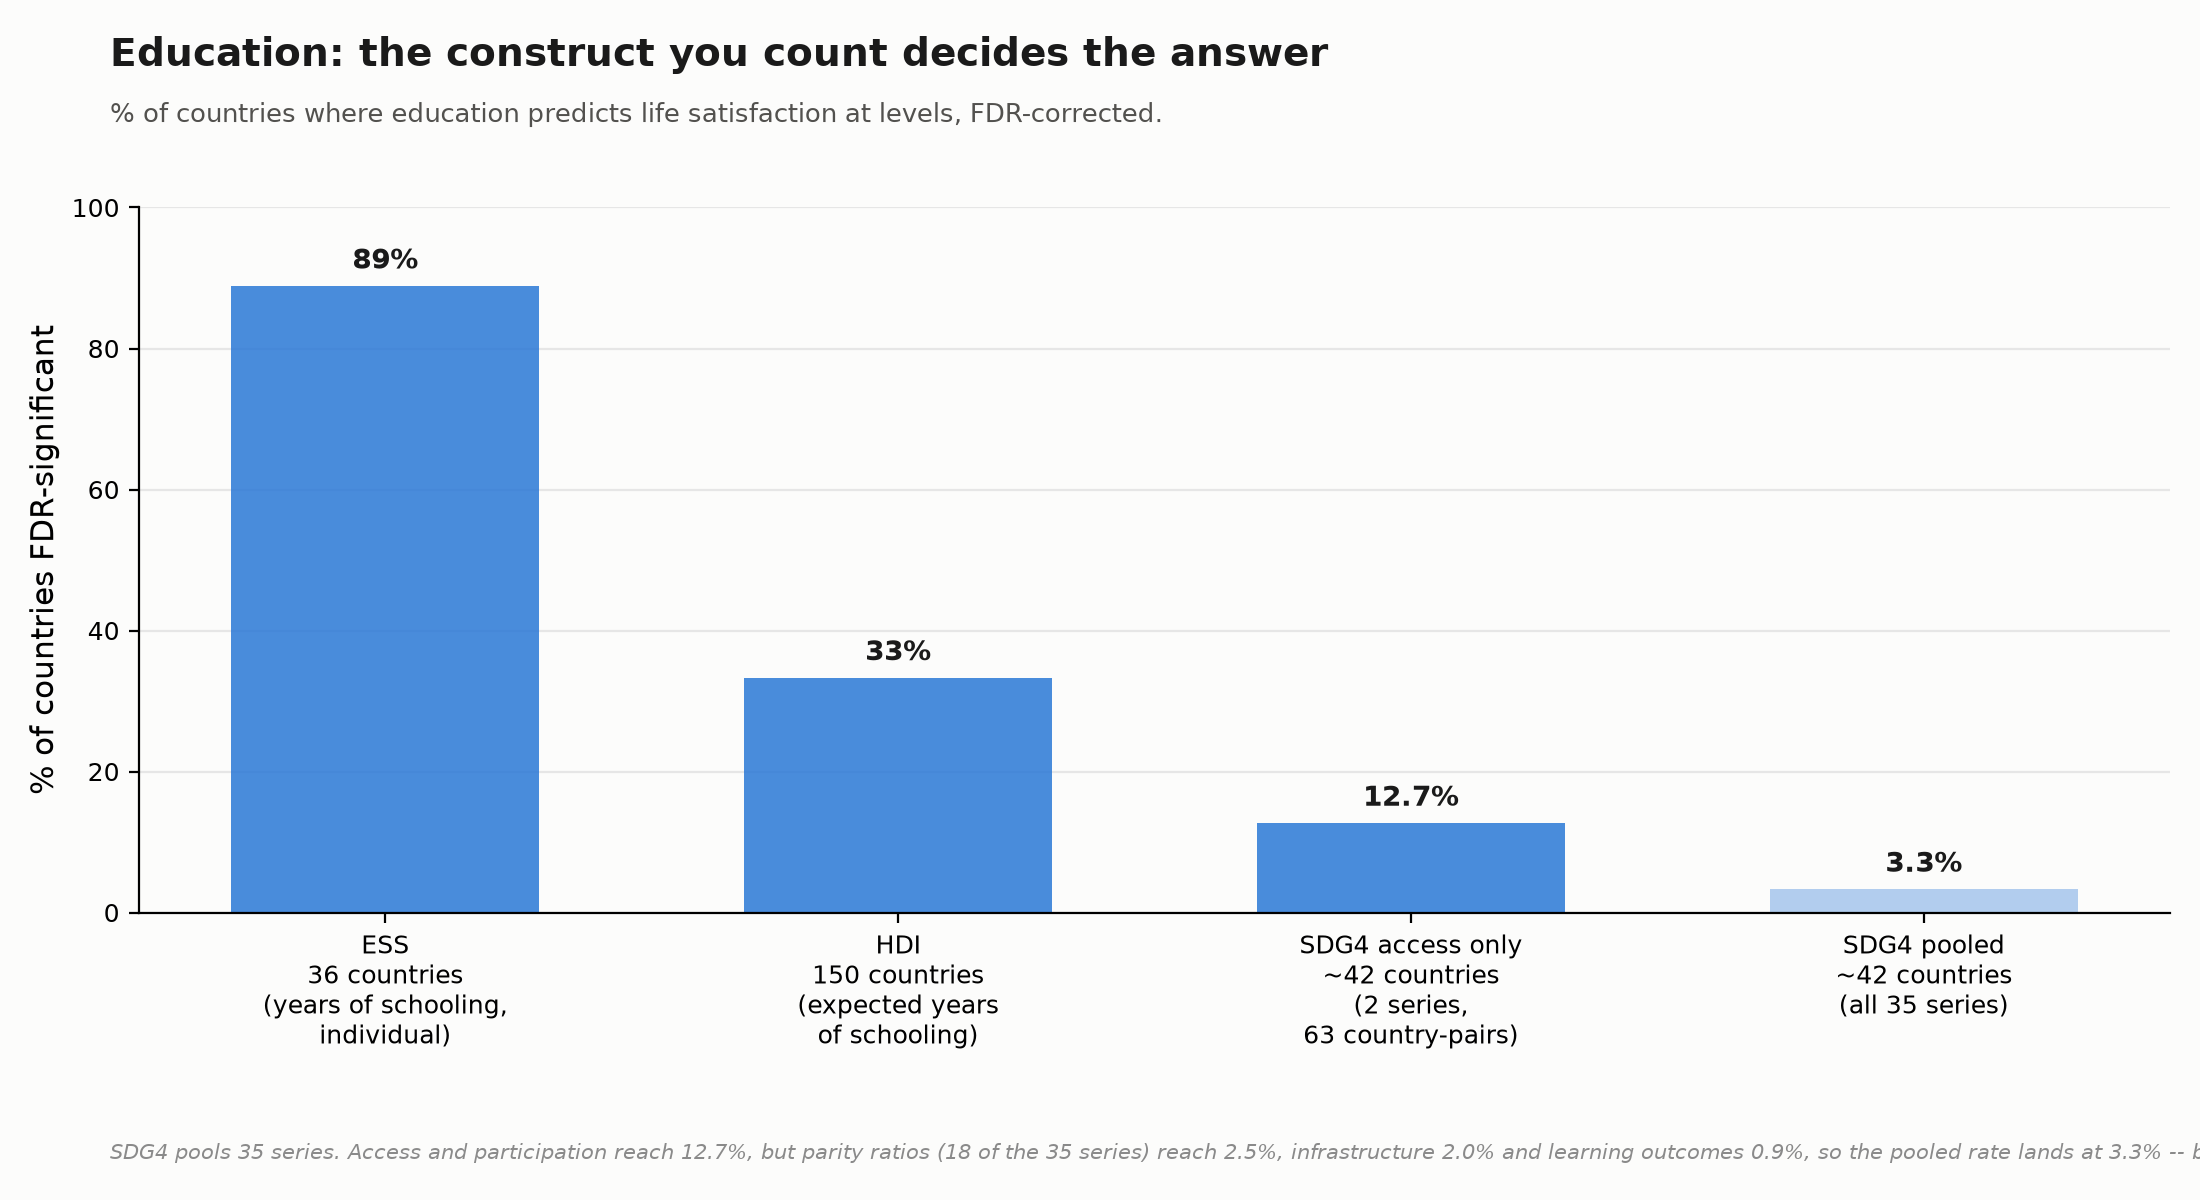 Education: the construct you count decides the answer
% of countries where education predicts life satisfaction at levels, FDR-corrected.
% of countries FDR-significant
100
80
60
40
20
0
89%
33%
12.7%
3.3%
ESS
36 countries
(years of schooling,
individual)
HDI
150 countries
(expected years
of schooling)
SDG4 access only
~42 countries
(2 series,
63 country-pairs)
SDG4 pooled
~42 countries
(all 35 series)
SDG4 pools 35 series. Access and participation reach 12.7%, but parity ratios (18 of the 35 series) reach 2.5%, infrastructure 2.0% and learning outcomes 0.9%, so the pooled rate lands at 3.3% --